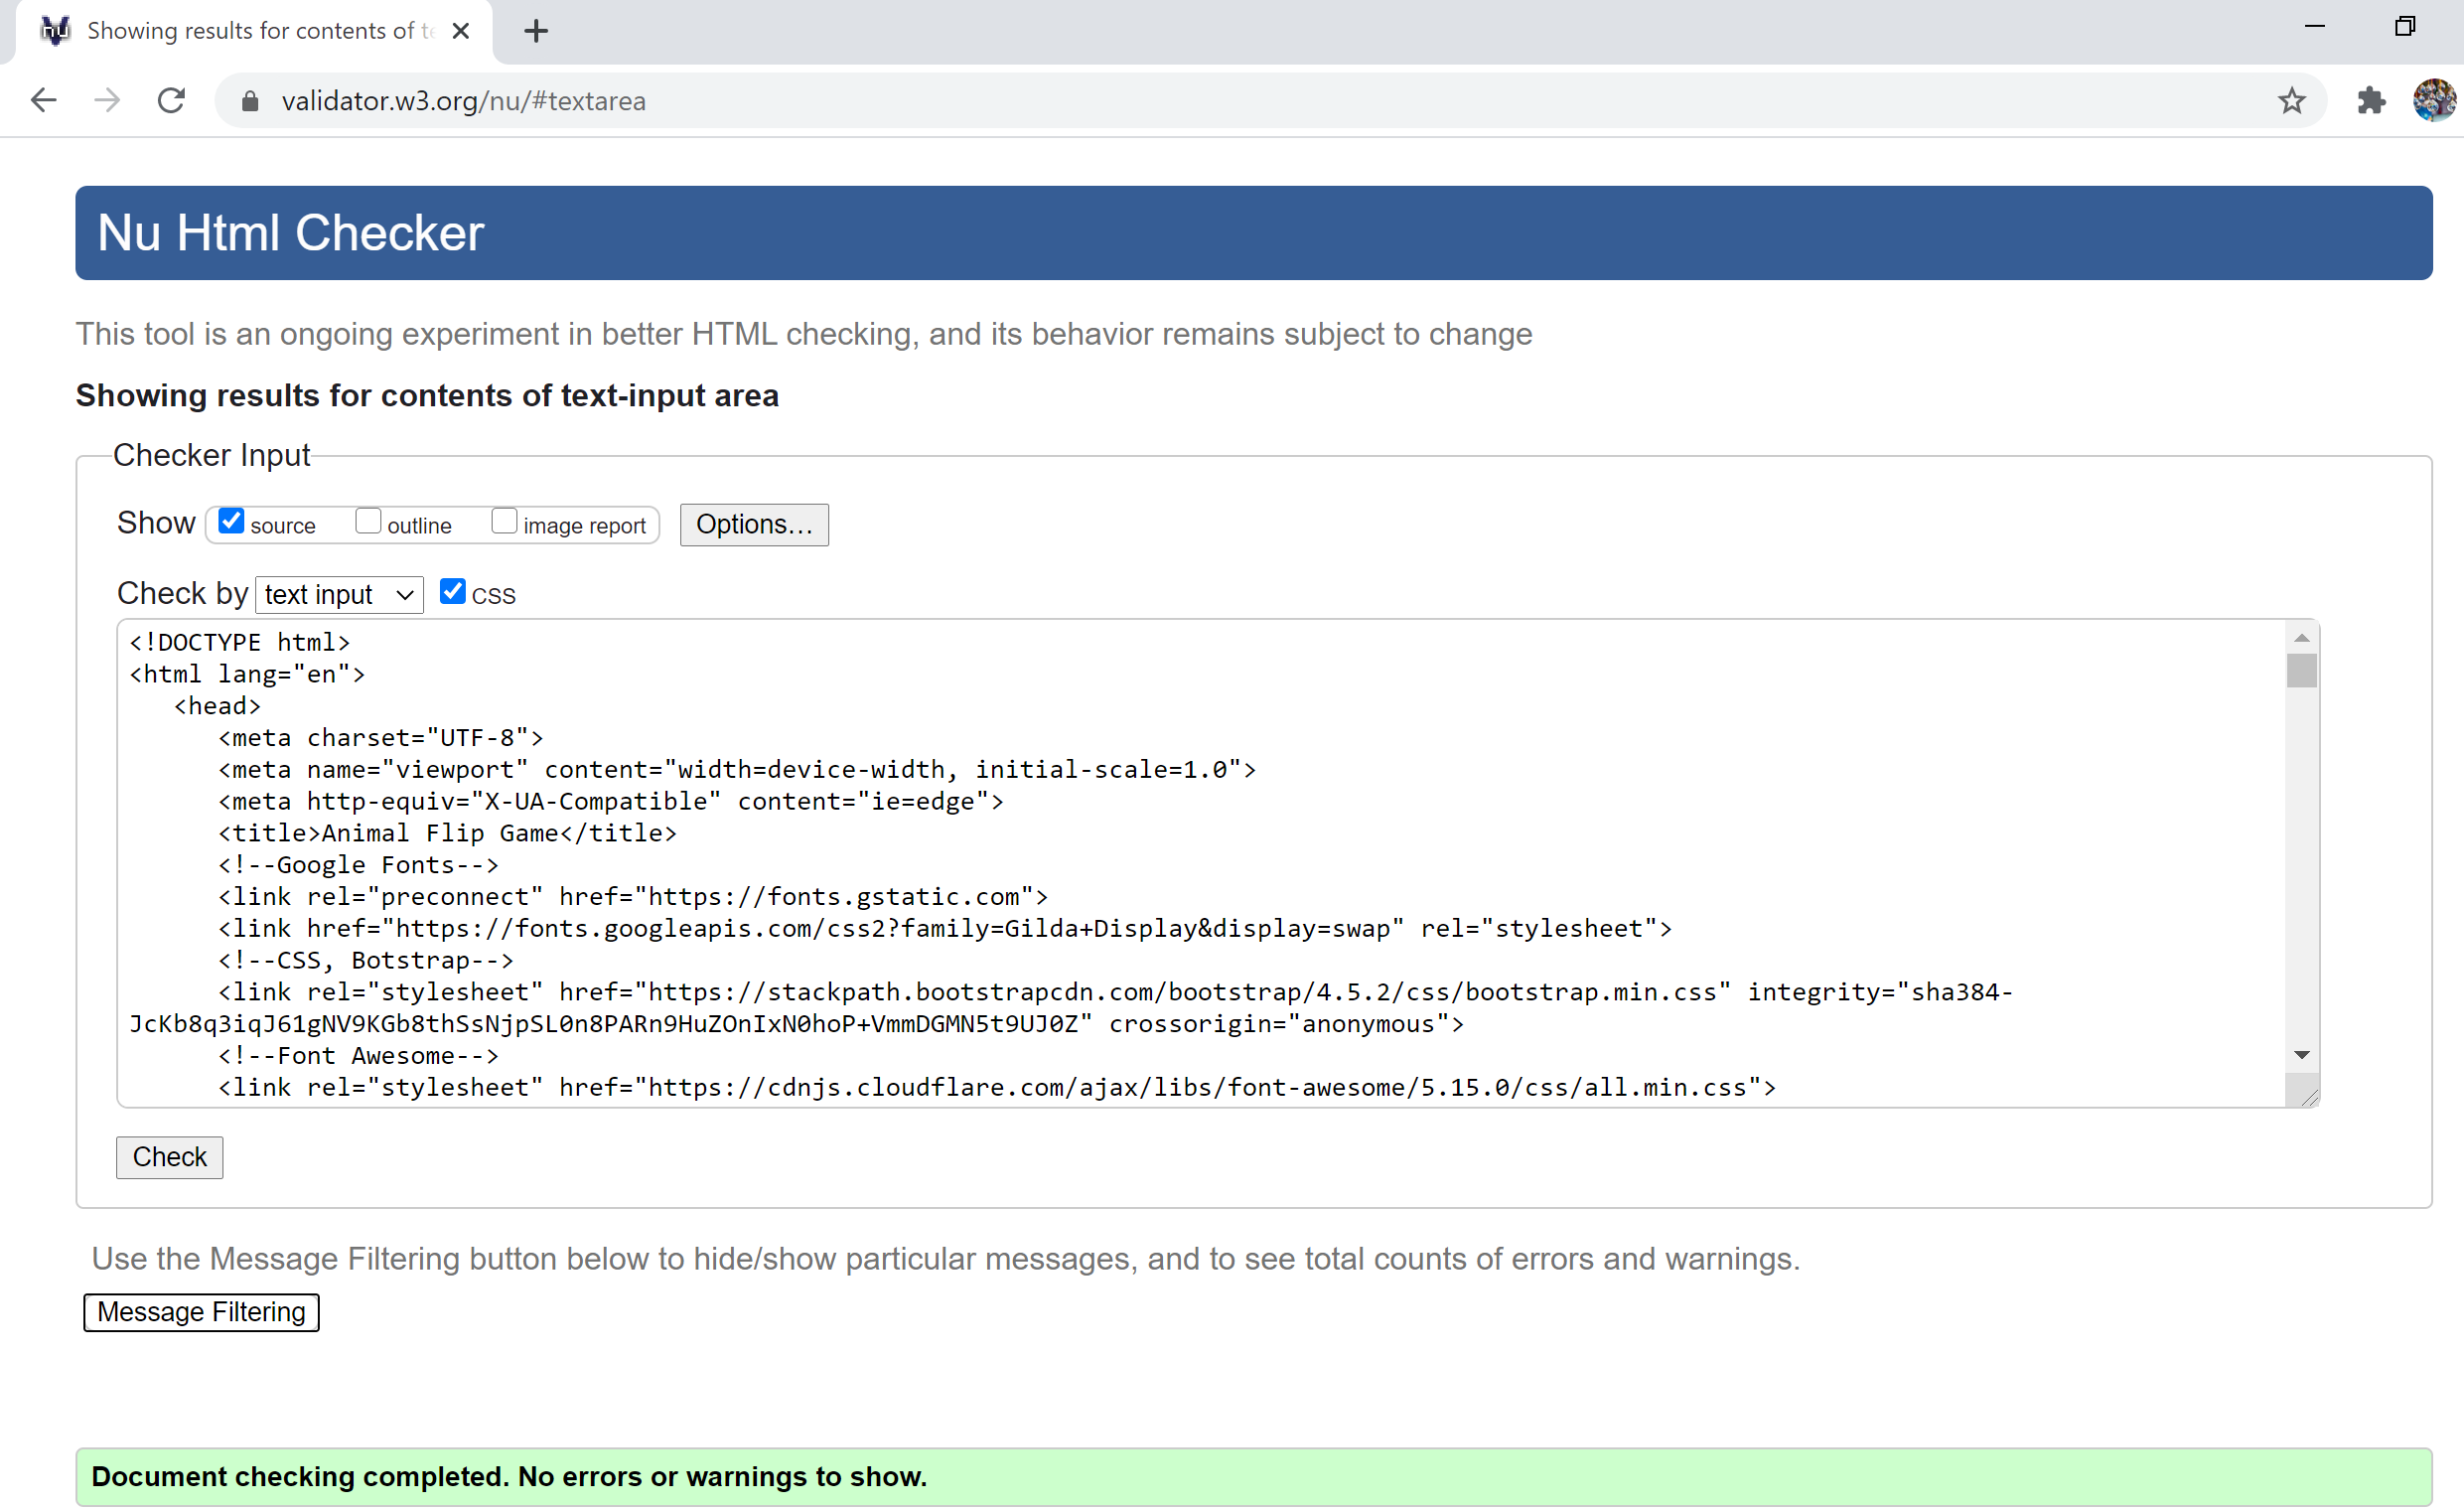 Showing results for contents of te
validator.w3.org/nu/#textarea
Nu Html Checker
This tool is an ongoing experiment in better HTML checking, and its behavior remains subject to change
Showing results for contents of text-input area
Checker Input
Show source outline image report Options...
Check by text input CSS
<!DOCTYPE html>
<html lang="en">
<head>
<meta charset="UTF-8">
<meta name="viewport" content="width=device-width, initial-scale=1.0">
<meta http-equiv="X-UA-Compatible" content="ie=edge">
<title>Animal Flip Game</title>
<!--Google Fonts-->
<link rel="preconnect" href="https://fonts.gstatic.com">
<link href="https://fonts.googleapis.com/css2?family=Gilda+Display&display=swap" rel="stylesheet">
<!--CSS, Botstrap-->
<link rel="stylesheet" href="https://stackpath.bootstrapcdn.com/bootstrap/4.5.2/css/bootstrap.min.css" integrity="sha384-
JcKb8q3iqJ61gNV9KGb8thSsNjpSL0n8PARn9HuZOnIxN0hoP+VmmDGMN5t9UJ0Z" crossorigin="anonymous">
<!--Font Awesome-->
<link rel="stylesheet" href="https://cdnjs.cloudflare.com/ajax/libs/font-awesome/5.15.0/css/all.min.css">
Check
Use the Message Filtering button below to hide/show particular messages, and to see total counts of errors and warnings.
Message Filtering
Document checking completed. No errors or warnings to show.